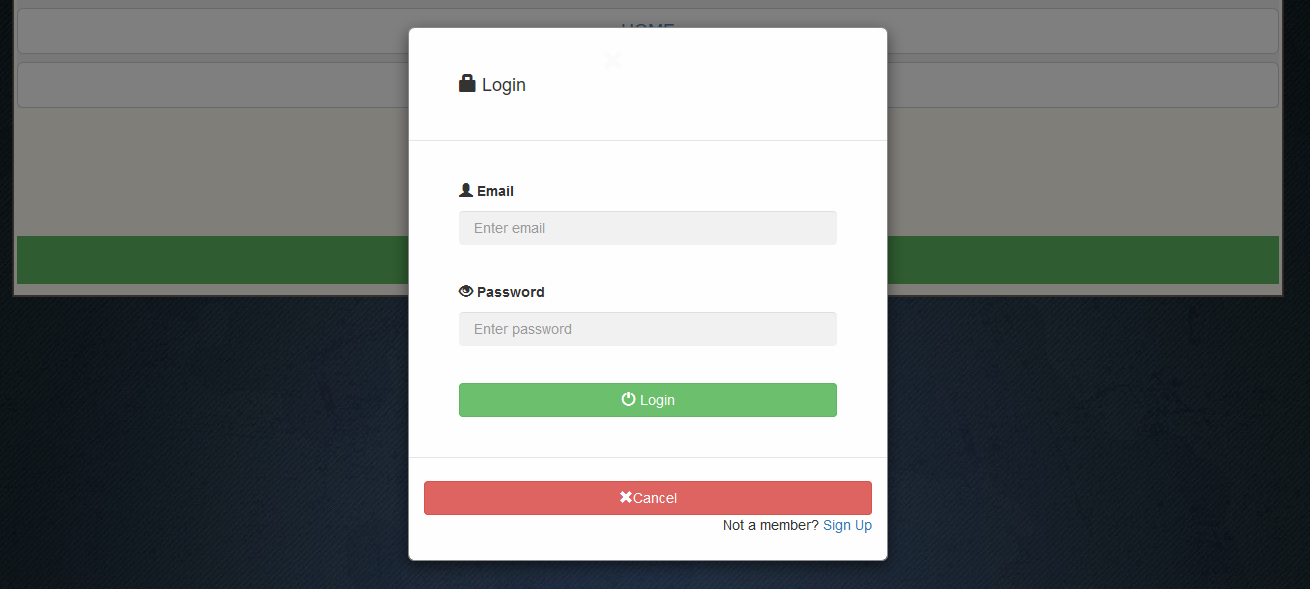 HOME
Login
Email
Enter email
Password
Enter password
Login
Cancel
Not a member? Sign Up